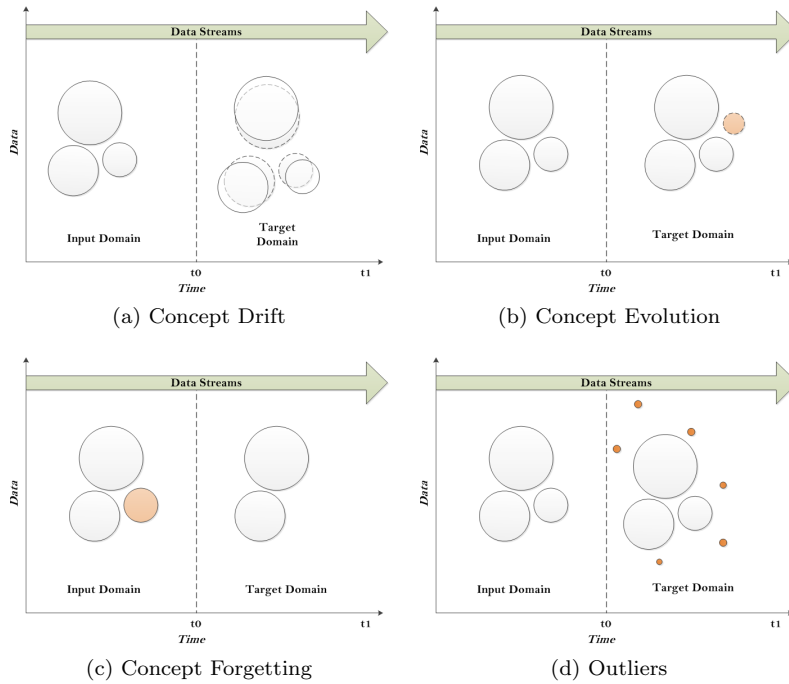 Data Streams
Data
Input Domain
Target
Domain
t0
t1
Time
(a) Concept Drift
Data Streams
Data
Input Domain
Target Domain
t0
t1
Time
(b) Concept Evolution
Data Streams
Data
Input Domain
Target Domain
t0
t1
Time
(c) Concept Forgetting
Data Streams
Data
Input Domain
Target Domain
t0
t1
Time
(d) Outliers